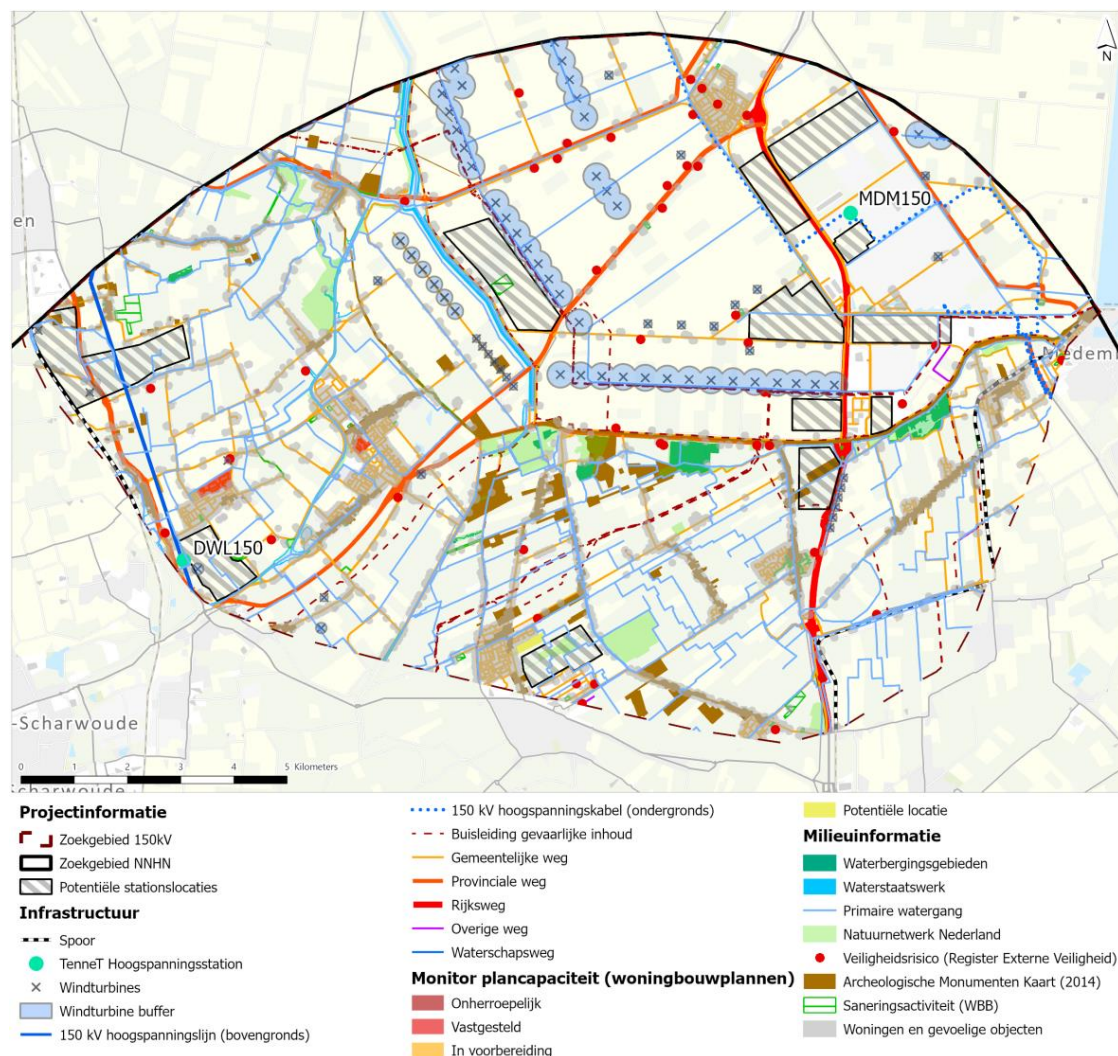 N
MDM150
en
Medem
DWL150
-Scharwoude
0 1 2 3 4 5 Kilometers
scharwoude
Projectinformatie
Zoekgebied 150kV
Zoekgebied NNHN
Potentiële stationslocaties
Infrastructuur
Spoor
TenneT Hoogspanningsstation
Windturbines
Windturbine buffer
150 kV hoogspanningslijn (bovengronds)
150 kV hoogspanningskabel (ondergronds)
Buisleiding gevaarlijke inhoud
Gemeentelijke weg
Provinciale weg
Rijksweg
Overige weg
Waterschapsweg
Monitor plancapaciteit (woningbouwplannen)
Onherroepelijk
Vastgesteld
In voorbereiding
Potentiële locatie
Milieuinformatie
Waterbergingsgebieden
Waterstaatswerk
Primaire watergang
Natuurnetwerk Nederland
Veiligheidsrisico (Register Externe Veiligheid)
Archeologische Monumenten Kaart (2014)
Saneringsactiviteit (WBB)
Woningen en gevoelige objecten